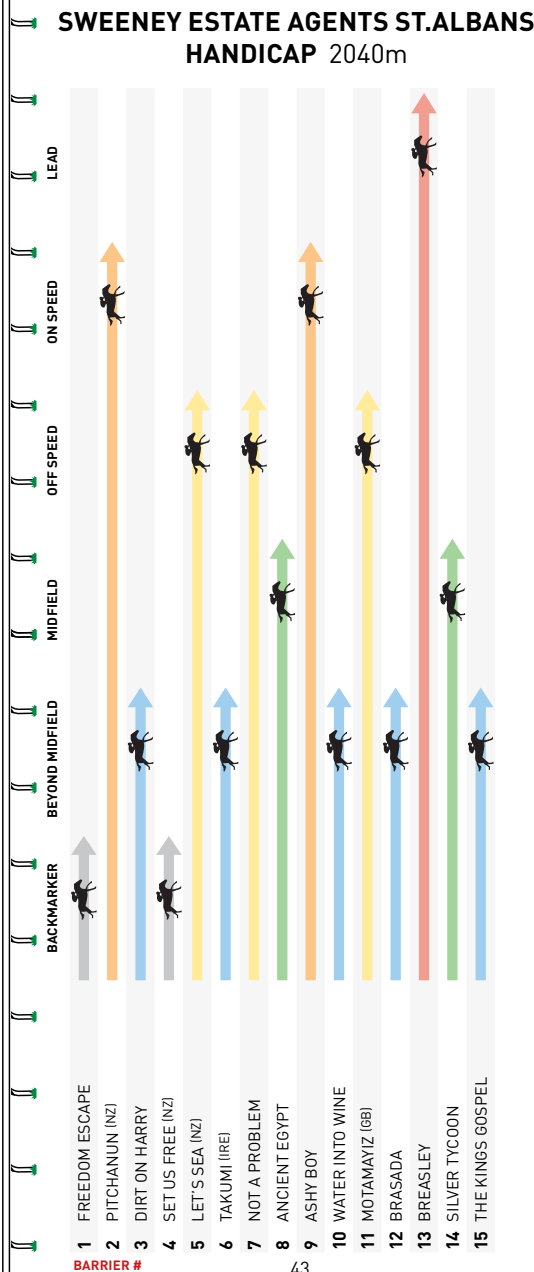 SWEENEY ESTATE AGENTS ST.ALBANS
HANDICAP 2040m
LEAD
ON SPEED
OFF SPEED
MIDFIELD
BEYOND MIDFIELD
BACKMARKER
1 FREEDOM ESCAPE
2 PITCHANUN (NZ)
3 DIRT ON HARRY
4 SET US FREE (NZ)
5 LET'S SEA (NZ)
6 TAKUMI (IRE)
7 NOT A PROBLEM
8 ANCIENT EGYPT
9 ASHY BOY
10 WATER INTO WINE
11 MOTAMAYIZ (GB)
12 BRASADA
13 BREASLEY
14 SILVER TYCOON
15 THE KINGS GOSPEL
BARRIER #
43